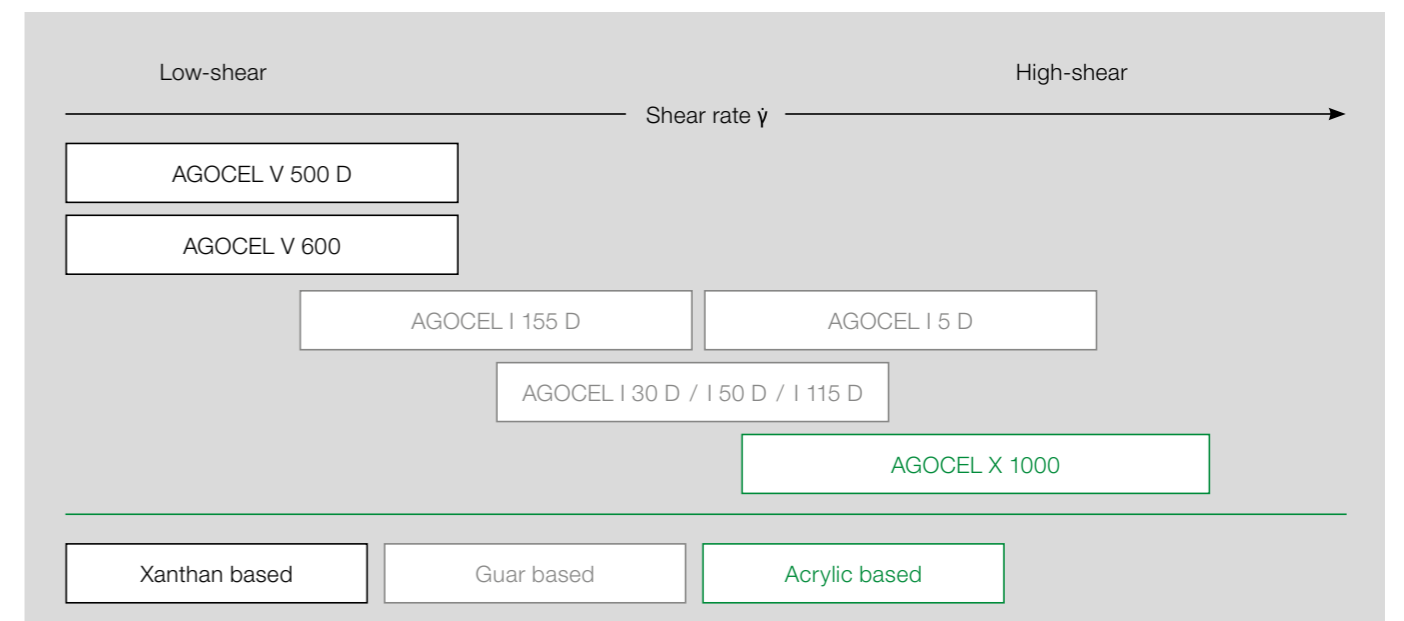 Low-shear High-shear
Shear rate γ̇
AGOCEL V 500 D
AGOCEL V 600
AGOCEL I 155 D AGOCEL I 5 D
AGOCEL I 30 D / I 50 D / I 115 D
AGOCEL X 1000
Xanthan based Guar based Acrylic based